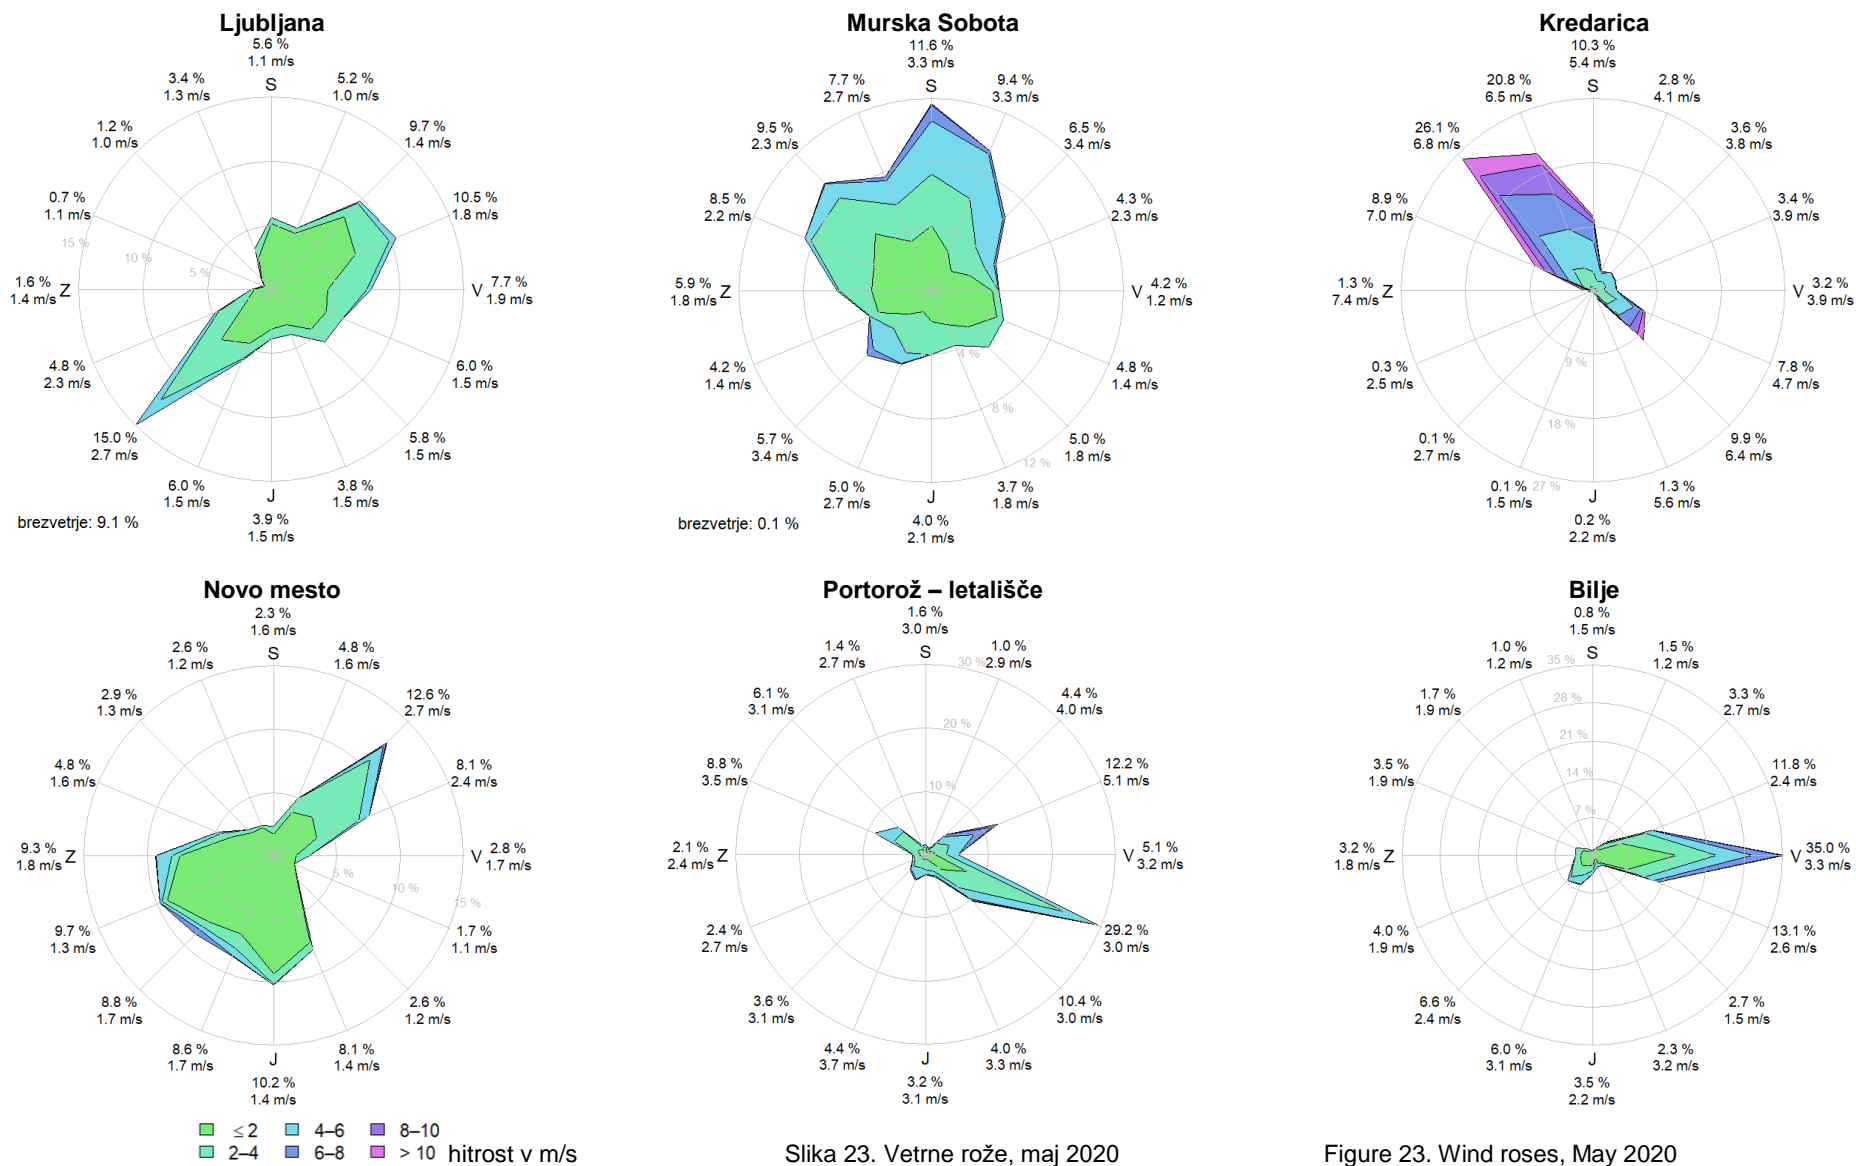 Ljubljana
5.6 %
1.1 m/s
S
3.4 %
1.3 m/s
5.2 %
1.0 m/s
1.2 %
1.0 m/s
9.7 %
1.4 m/s
0.7 %
1.1 m/s
10.5 %
1.8 m/s
15 %
10 %
5 %
1.6 %
1.4 m/s
Z
V
7.7 %
1.9 m/s
4.8 %
2.3 m/s
6.0 %
1.5 m/s
15.0 %
2.7 m/s
5.8 %
1.5 m/s
6.0 %
1.5 m/s
3.8 %
1.5 m/s
J
3.9 %
1.5 m/s
brezvetrje: 9.1 %
Murska Sobota
11.6 %
3.3 m/s
S
7.7 %
2.7 m/s
9.4 %
3.3 m/s
9.5 %
2.3 m/s
6.5 %
3.4 m/s
8.5 %
2.2 m/s
4.3 %
2.3 m/s
5.9 %
1.8 m/s
Z
V
4.2 %
1.2 m/s
4 %
8 %
12 %
4.2 %
1.4 m/s
4.8 %
1.4 m/s
5.7 %
3.4 m/s
5.0 %
1.8 m/s
5.0 %
2.7 m/s
3.7 %
1.8 m/s
J
4.0 %
2.1 m/s
brezvetrje: 0.1 %
Kredarica
10.3 %
5.4 m/s
S
20.8 %
6.5 m/s
2.8 %
4.1 m/s
26.1 %
6.8 m/s
3.6 %
3.8 m/s
8.9 %
7.0 m/s
3.4 %
3.9 m/s
1.3 %
7.4 m/s
Z
V
3.2 %
3.9 m/s
9 %
18 %
27 %
0.3 %
2.5 m/s
7.8 %
4.7 m/s
0.1 %
2.7 m/s
9.9 %
6.4 m/s
0.1 %
1.5 m/s
1.3 %
5.6 m/s
J
0.2 %
2.2 m/s
Novo mesto
2.3 %
1.6 m/s
S
2.6 %
1.2 m/s
4.8 %
1.6 m/s
2.9 %
1.3 m/s
12.6 %
2.7 m/s
4.8 %
1.6 m/s
8.1 %
2.4 m/s
9.3 %
1.8 m/s
Z
V
2.8 %
1.7 m/s
5 %
10 %
15 %
9.7 %
1.3 m/s
1.7 %
1.1 m/s
8.8 %
1.7 m/s
2.6 %
1.2 m/s
8.6 %
1.7 m/s
8.1 %
1.4 m/s
J
10.2 %
1.4 m/s
Portorož – letališče
1.6 %
3.0 m/s
S
1.4 %
2.7 m/s
1.0 %
2.9 m/s
30 %
20 %
10 %
6.1 %
3.1 m/s
4.4 %
4.0 m/s
8.8 %
3.5 m/s
12.2 %
5.1 m/s
2.1 %
2.4 m/s
Z
V
5.1 %
3.2 m/s
2.4 %
2.7 m/s
29.2 %
3.0 m/s
3.6 %
3.1 m/s
10.4 %
3.0 m/s
4.4 %
3.7 m/s
4.0 %
3.3 m/s
J
3.2 %
3.1 m/s
Bilje
0.8 %
1.5 m/s
S
1.0 %
1.2 m/s
1.5 %
1.2 m/s
35 %
28 %
21 %
14 %
7 %
1.7 %
1.9 m/s
3.3 %
2.7 m/s
3.5 %
1.9 m/s
11.8 %
2.4 m/s
3.2 %
1.8 m/s
Z
V
35.0 %
3.3 m/s
4.0 %
1.9 m/s
13.1 %
2.6 m/s
6.6 %
2.4 m/s
2.7 %
1.5 m/s
6.0 %
3.1 m/s
2.3 %
3.2 m/s
J
3.5 %
2.2 m/s
≤ 2 4–6 8–10
2–4 6–8 > 10 hitrost v m/s
Slika 23. Vetrne rože, maj 2020
Figure 23. Wind roses, May 2020